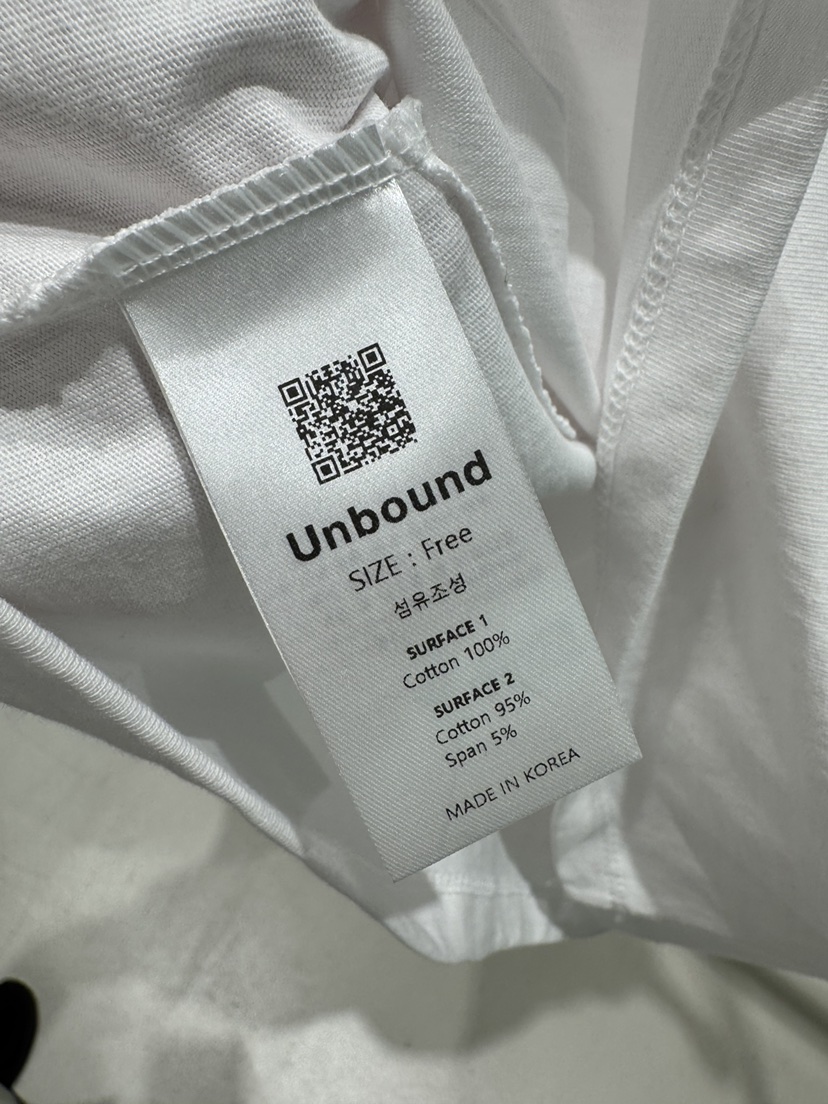 Unbound
SIZE : Free
섬유조성
SURFACE 1
Cotton 100%
SURFACE 2
Cotton 95%
Span 5%
MADE IN KOREA